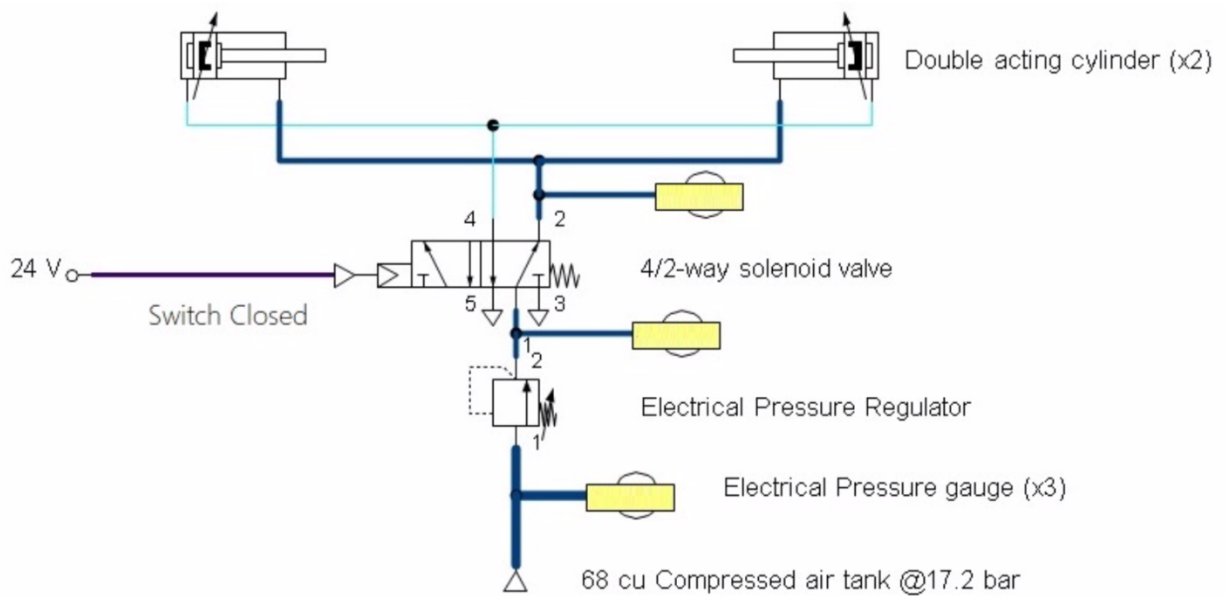 Double acting cylinder (x2)
4
2
24 V
4/2-way solenoid valve
Switch Closed
5
3
1
2
Electrical Pressure Regulator
1
Electrical Pressure gauge (x3)
68 cu Compressed air tank @17.2 bar